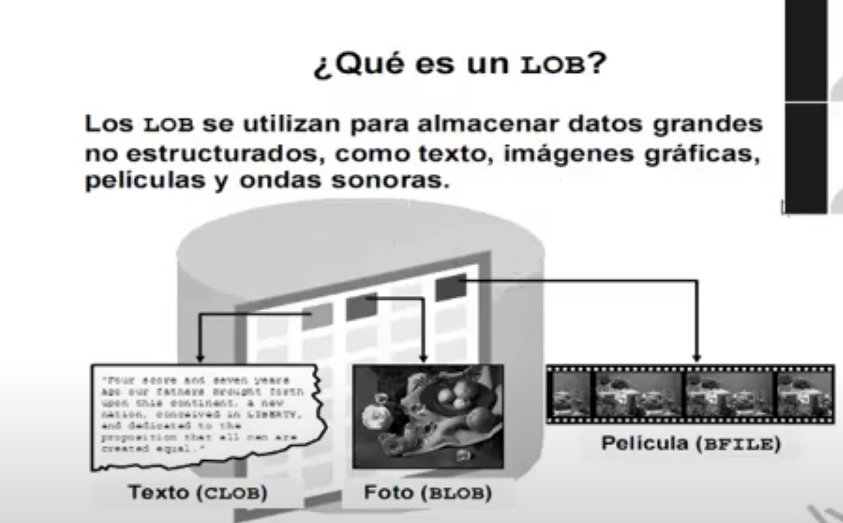 ¿Qué es un LOB?
Los LOB se utilizan para almacenar datos grandes
no estructurados, como texto, imágenes gráficas,
películas y ondas sonoras.
"Four score and seven years
ago our fathers brought forth
upon this continent, a new
nation, conceived in LIBERTY,
and dedicated to the
proposition that all men are
created equal."
Texto (CLOB)
Foto (BLOB)
Película (BFILE)